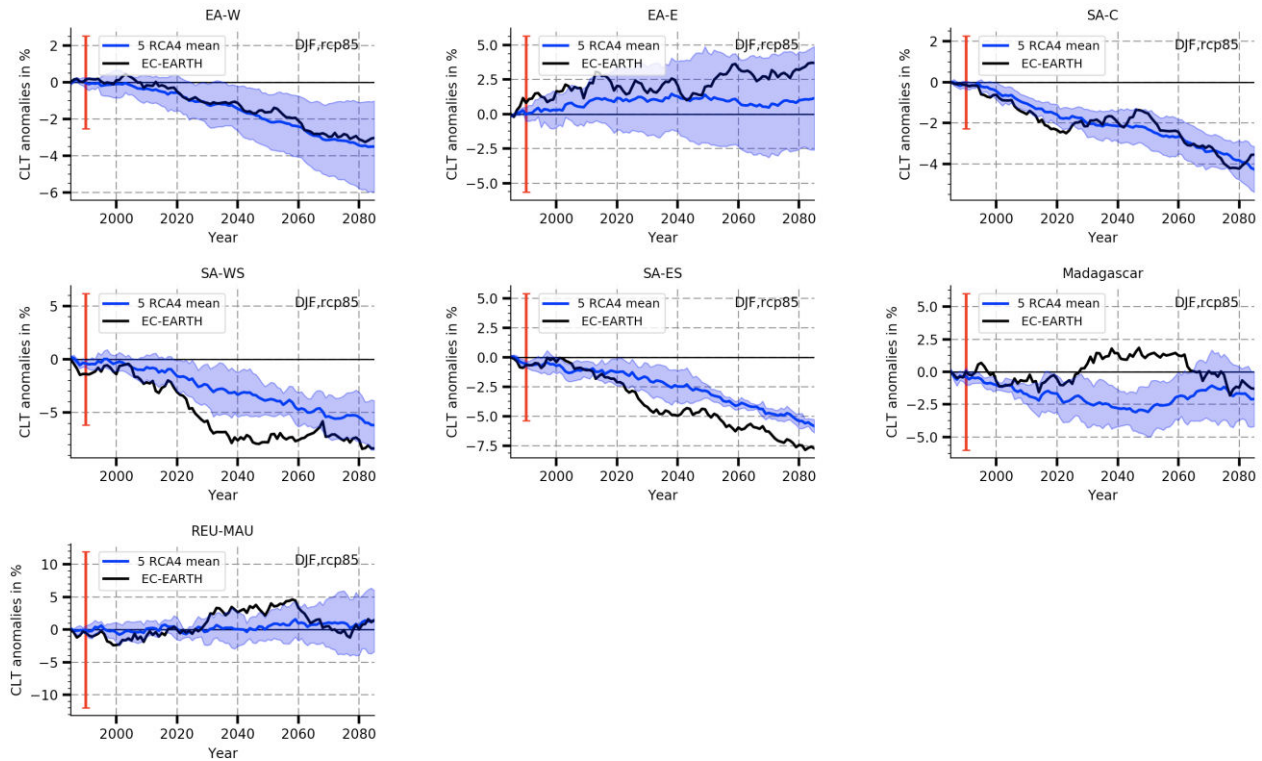 EA-W
5 RCA4 mean
EC-EARTH
DJF,rcp85
CLT anomalies in %
2
0
−2
−4
−6
2000 2020 2040 2060 2080
Year
EA-E
5 RCA4 mean
EC-EARTH
DJF,rcp85
CLT anomalies in %
5.0
2.5
0.0
−2.5
−5.0
2000 2020 2040 2060 2080
Year
SA-C
5 RCA4 mean
EC-EARTH
DJF,rcp85
CLT anomalies in %
2
0
−2
−4
2000 2020 2040 2060 2080
Year
SA-WS
5 RCA4 mean
EC-EARTH
DJF,rcp85
CLT anomalies in %
5
0
−5
2000 2020 2040 2060 2080
Year
SA-ES
5 RCA4 mean
EC-EARTH
DJF,rcp85
CLT anomalies in %
5.0
2.5
0.0
−2.5
−5.0
−7.5
2000 2020 2040 2060 2080
Year
Madagascar
5 RCA4 mean
EC-EARTH
DJF,rcp85
CLT anomalies in %
5.0
2.5
0.0
−2.5
−5.0
2000 2020 2040 2060 2080
Year
REU-MAU
5 RCA4 mean
EC-EARTH
DJF,rcp85
CLT anomalies in %
10
5
0
−5
−10
2000 2020 2040 2060 2080
Year